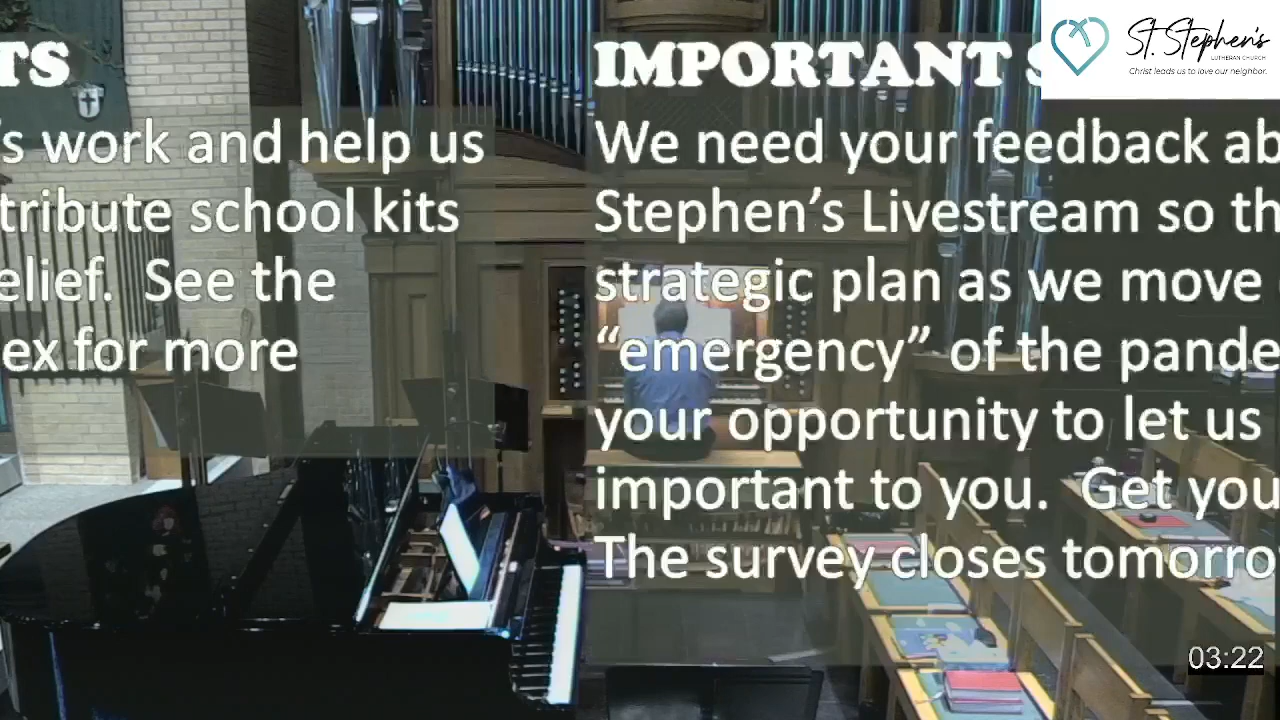 TS
's work and help us
tribute school kits
elief. See the
ex for more
IMPORTANT S
We need your feedback ab
Stephen's Livestream so th
strategic plan as we move
“emergency” of the pande
your opportunity to let us
important to you. Get you
The survey closes tomorro
St. Stephen's
LUTHERAN CHURCH
Christ leads us to love our neighbor.
03:22